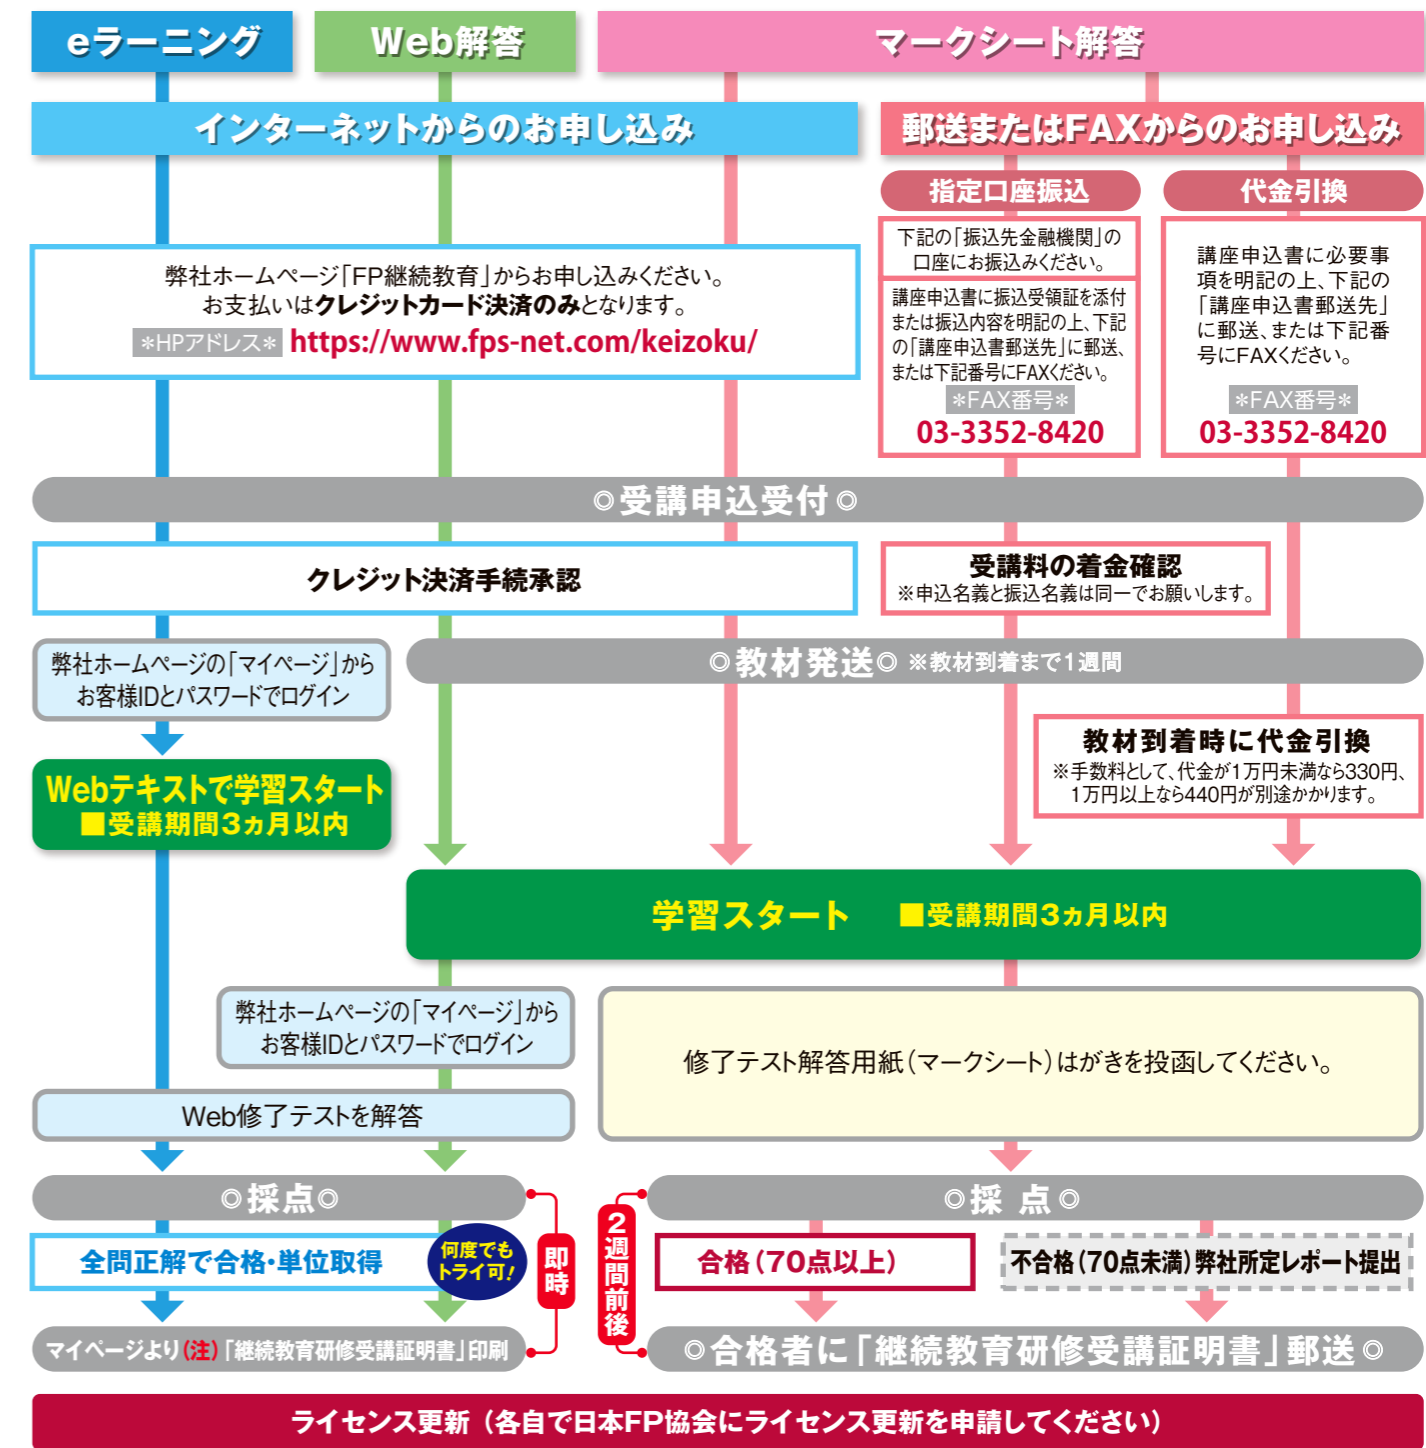 eラーニング
Web解答
マークシート解答
インターネットからのお申し込み
郵送またはFAXからのお申し込み
指定口座振込
代金引換
弊社ホームページ「FP継続教育」からお申し込みください。
お支払いはクレジットカード決済のみとなります。
*HPアドレス* https://www.fps-net.com/keizoku/
下記の「振込先金融機関」の
口座にお振込みください。
講座申込書に振込受領証を添付
または振込内容を明記の上、下記
の「講座申込書郵送先」に郵送、
または下記番号にFAXください。
*FAX番号*
03-3352-8420
講座申込書に必要事
項を明記の上、下記の
「講座申込書郵送先」
に郵送、または下記番
号にFAXください。
*FAX番号*
03-3352-8420
◎受講申込受付◎
クレジット決済手続承認
受講料の着金確認
※申込名義と振込名義は同一でお願いします。
弊社ホームページの「マイページ」から
お客様IDとパスワードでログイン
◎教材発送◎ ※教材到着まで1週間
教材到着時に代金引換
※手数料として、代金が1万円未満なら330円、
1万円以上なら440円が別途かかります。
Webテキストで学習スタート
■受講期間3ヵ月以内
学習スタート ■受講期間3ヵ月以内
弊社ホームページの「マイページ」から
お客様IDとパスワードでログイン
修了テスト解答用紙(マークシート)はがきを投函してください。
Web修了テストを解答
◎採点◎
◎採 点◎
全問正解で合格・単位取得
何度でも
トライ可!
即時
2週間前後
合格(70点以上)
不合格(70点未満)弊社所定レポート提出
マイページより(注)「継続教育研修受講証明書」印刷
◎合格者に「継続教育研修受講証明書」郵送◎
ライセンス更新(各自で日本FP協会にライセンス更新を申請してください)